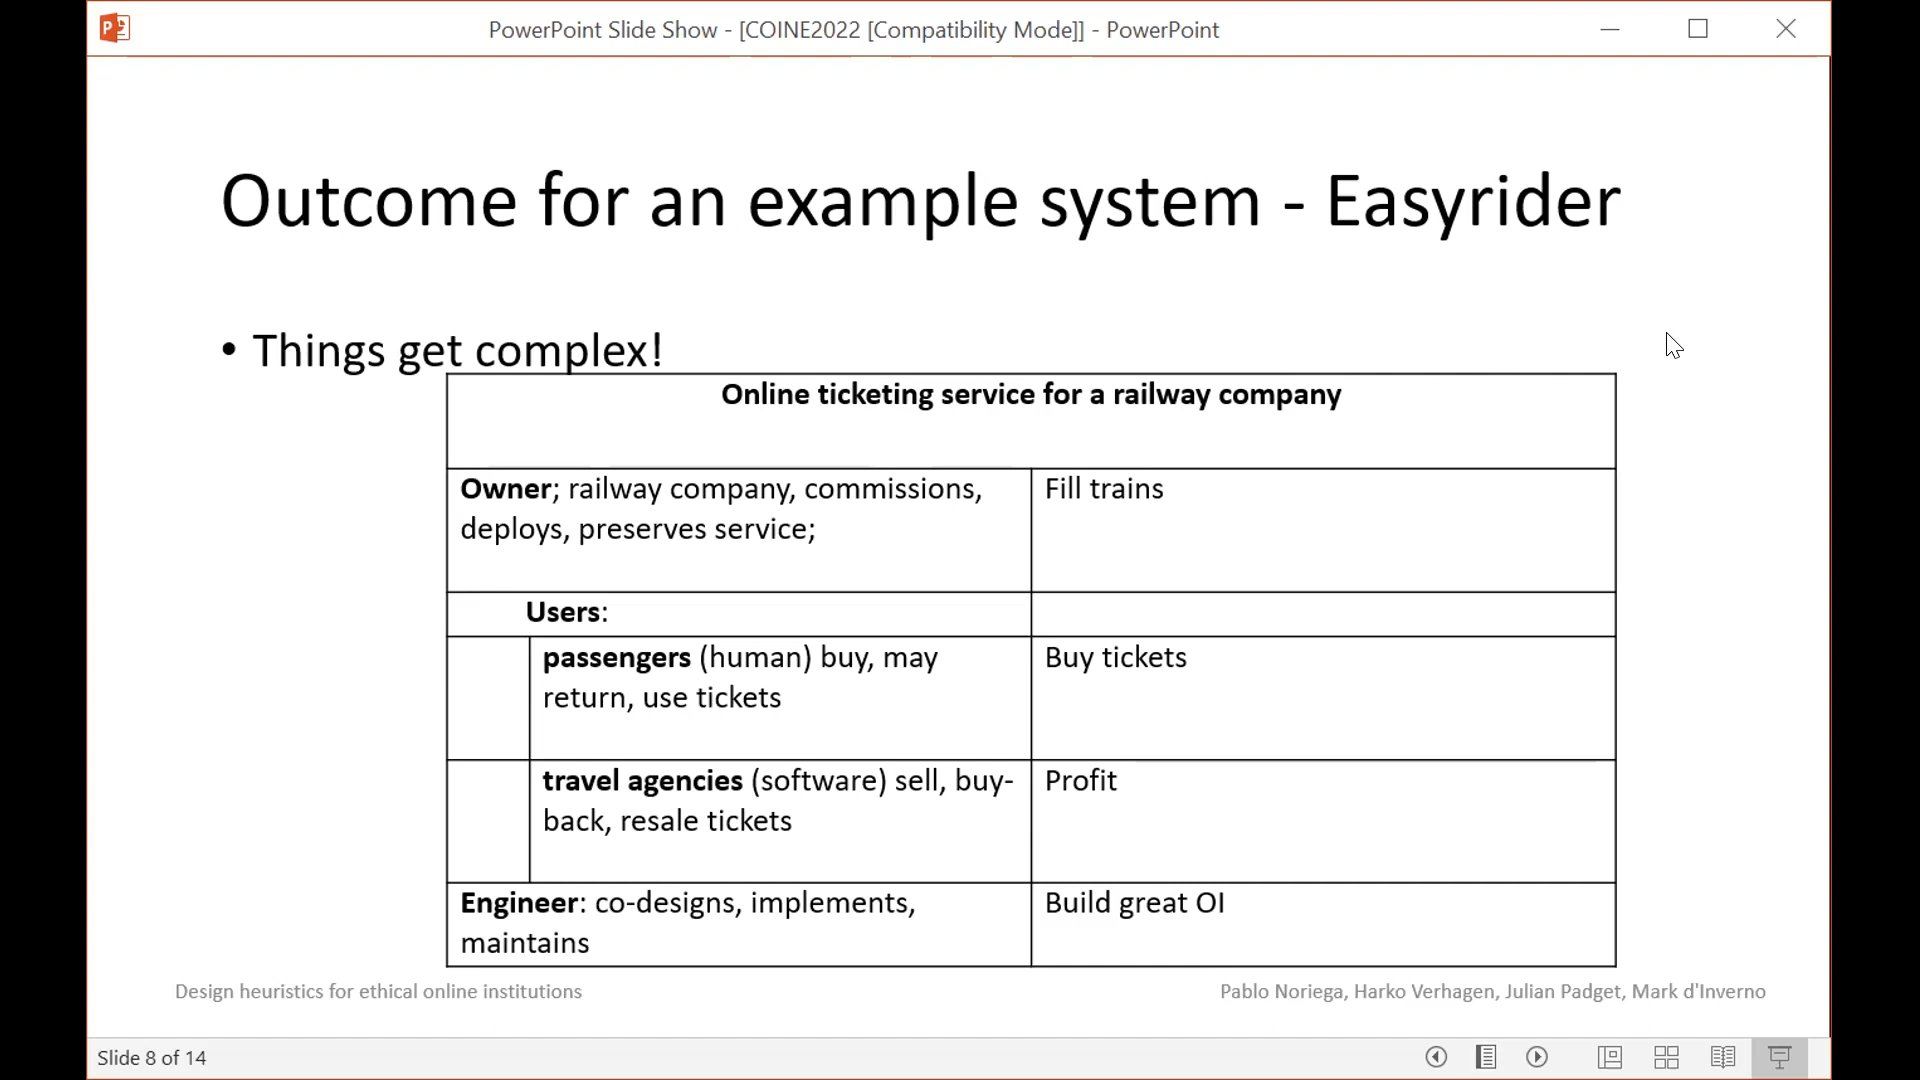 PowerPoint Slide Show - [COINE2022 [Compatibility Mode]] - PowerPoint
Outcome for an example system - Easyrider
• Things get complex!
Online ticketing service for a railway company
Owner; railway company, commissions,
deploys, preserves service;
Fill trains
Users:
passengers (human) buy, may
return, use tickets
Buy tickets
travel agencies (software) sell, buy-
back, resale tickets
Profit
Engineer: co-designs, implements,
maintains
Build great OI
Design heuristics for ethical online institutions
Pablo Noriega, Harko Verhagen, Julian Padget, Mark d'Inverno
Slide 8 of 14